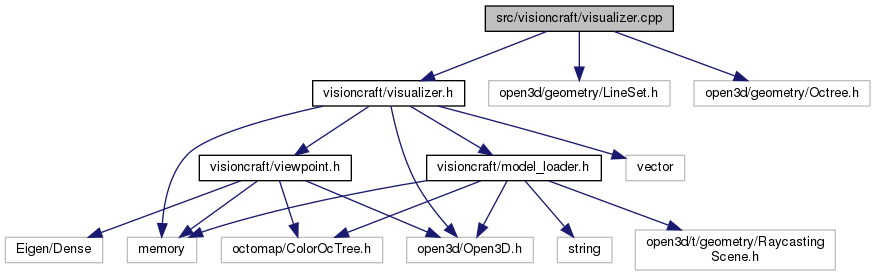 src/visioncraft/visualizer.cpp
visioncraft/visualizer.h
open3d/geometry/LineSet.h
open3d/geometry/Octree.h
visioncraft/viewpoint.h
visioncraft/model_loader.h
vector
Eigen/Dense
memory
octomap/ColorOcTree.h
open3d/Open3D.h
string
open3d/t/geometry/Raycasting
Scene.h